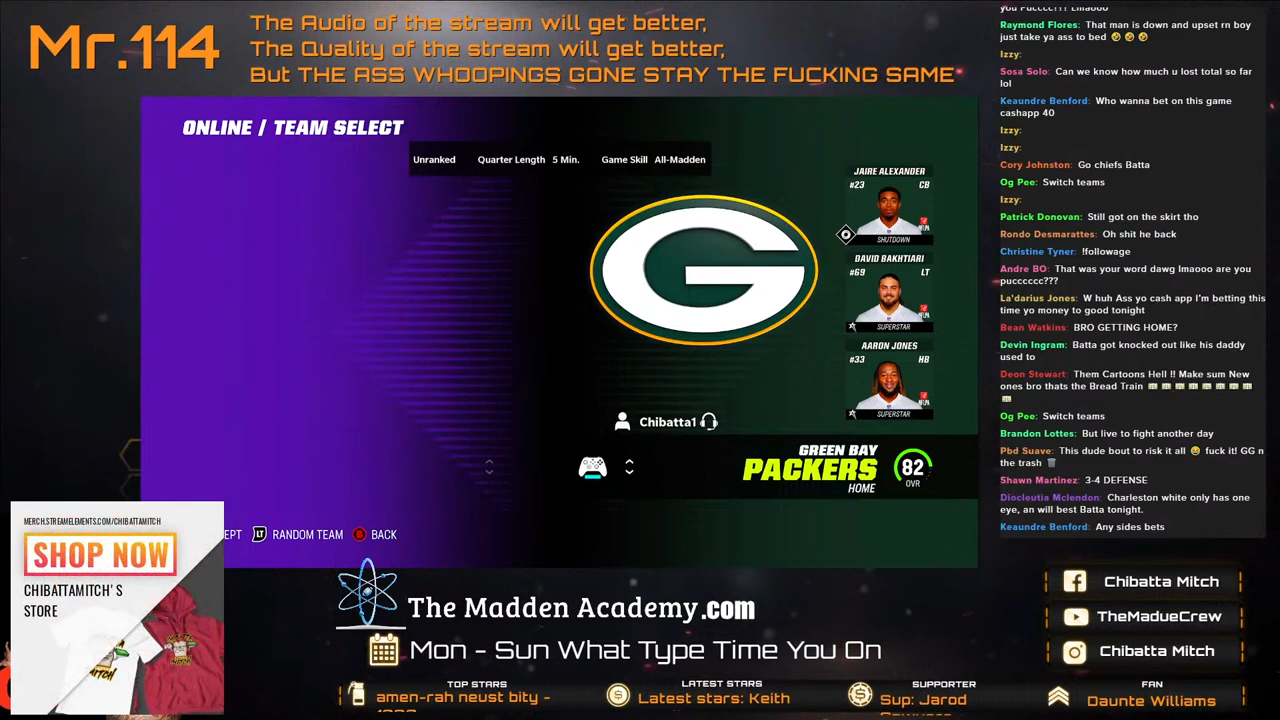 Mr.114
The Audio of the stream will get better,
The Quality of the stream will get better,
But THE ASS WHOOPINGS GONE STAY THE FUCKING SAME
ONLINE / TEAM SELECT
Unranked Quarter Length 5 Min. Game Skill All-Madden
G
JAIRE ALEXANDER
#23 CB
SHUTDOWN
DAVID BAKHTIARI
#69 LT
SUPERSTAR
AARON JONES
#33 HB
SUPERSTAR
Chibatta1
GREEN BAY
PACKERS
HOME
82
OVR
EPT LT RANDOM TEAM B BACK
Raymond Flores: That man is down and upset rn boy
just take ya ass to bed 🤣 🤣 🤣
Izzy:
Sosa Solo: Can we know how much u lost total so far
lol
Keaundre Benford: Who wanna bet on this game
cashapp 40
Izzy:
Izzy:
Cory Johnston: Go chiefs Batta
Og Pee: Switch teams
Izzy:
Patrick Donovan: Still got on the skirt tho
Rondo Desmarattes: Oh shit he back
Christine Tyner: !followage
Andre BO: That was your word dawg lmaooo are you
pucccccc???
La'darius Jones: W huh Ass yo cash app I'm betting this
time yo money to good tonight
Bean Watkins: BRO GETTING HOME?
Devin Ingram: Batta got knocked out like his daddy
used to
Deon Stewart: Them Cartoons Hell !! Make sum New
ones bro thats the Bread Train
Og Pee: Switch teams
Brandon Lottes: But live to fight another day
Pbd Suave: This dude bout to risk it all 😂 fuck it! GG n
the trash 🗑
Shawn Martinez: 3-4 DEFENSE
Diocleutia Mclendon: Charleston white only has one
eye, an will best Batta tonight.
Keaundre Benford: Any sides bets
MERCH.STREAMELEMENTS.COM/CHIBATTAMITCH
SHOP NOW
CHIBATTAMITCH'S
STORE
The Madden Academy.com
Mon - Sun What Type Time You On
Chibatta Mitch
TheMadueCrew
Chibatta Mitch
TOP STARS
amen-rah neust bity -
LATEST STARS
Latest stars: Keith
SUPPORTER
Sup: Jarod
FAN
Daunte Williams